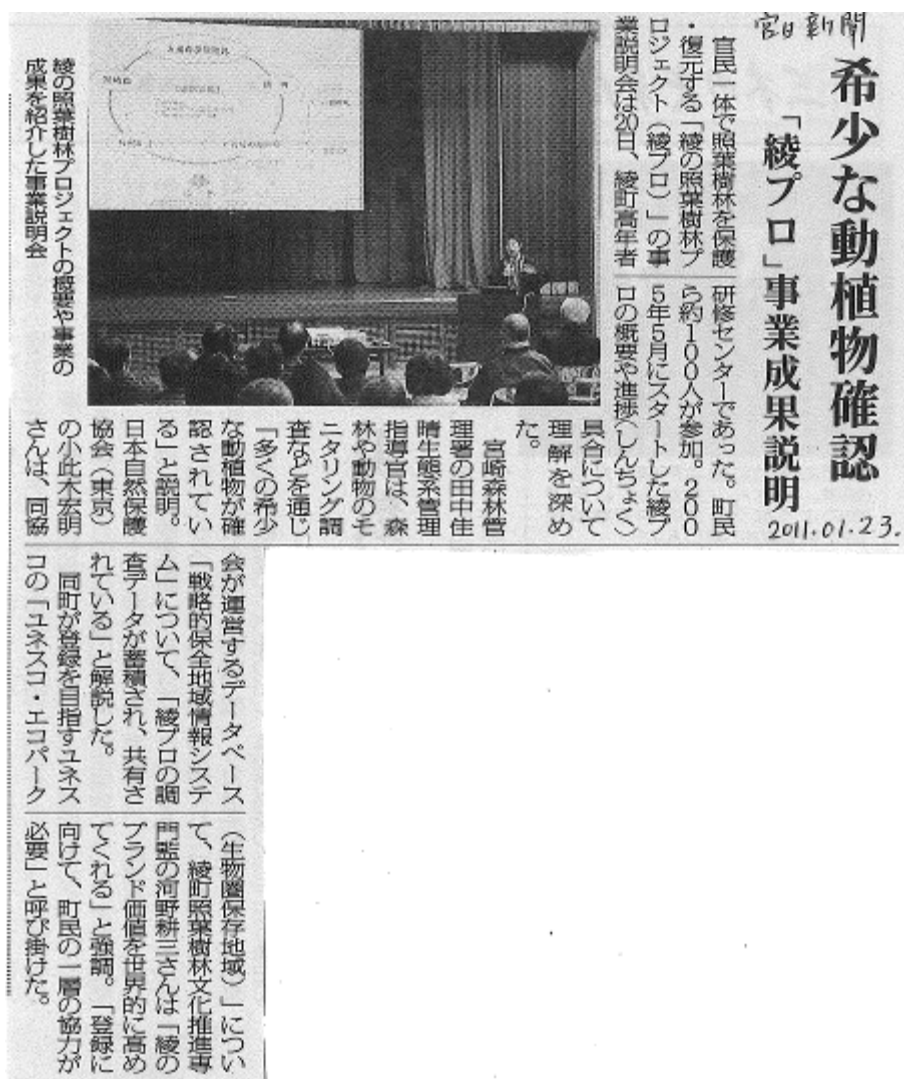 宮日新聞
希少な動植物確認
「綾プロ」事業成果説明
2011.01.23.
官民一体で照葉樹林を保護
・復元する「綾の照葉樹林プ
ロジェクト(綾プロ)」の事
業説明会は20日、綾町高年者
研修センターであった。町民
ら約100人が参加。200
5年5月にスタートした綾プ
ロの概要や進捗(しんちょく)
具合について
理解を深め
た。
宮崎森林管
理署の田中佳
晴生態系管理
指導官は、森
林や動物のモ
ニタリング調
査などを通じ
「多くの希少
な動植物が確
認されてい
る」と説明。
日本自然保護
協会(東京)
の小此木宏明
さんは、同協
会が運営するデータベース
「戦略的保全地域情報システ
ム」について、「綾プロの調
査データが蓄積され、共有さ
れている」と解説した。
同町が登録を目指すユネス
コの「ユネスコ・エコパーク
(生物圏保存地域)」につい
て、綾町照葉樹林文化推進専
門監の河野耕三さんは「綾の
ブランド価値を世界的に高め
てくれる」と強調。「登録に
向けて、町民の一層の協力が
必要」と呼び掛けた。
綾の照葉樹林プロジェクトの概要や事業の
成果を紹介した事業説明会